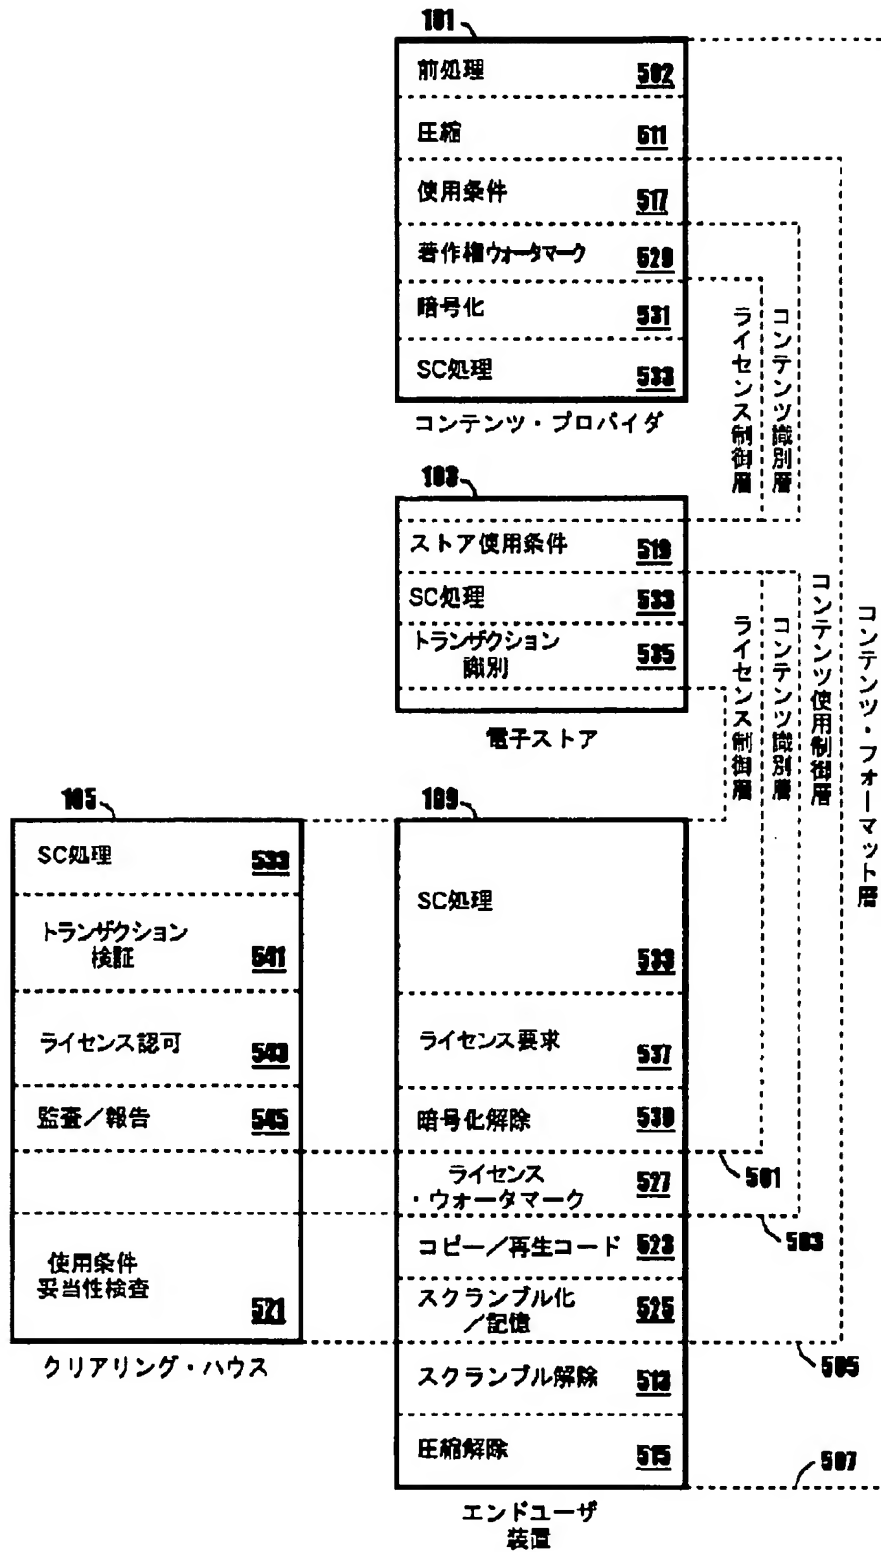 101
前処理 502
圧縮 511
使用条件 517
著作権ウォータマーク 529
暗号化 531
SC処理 533
コンテンツ・プロバイダ
ライセンス制御層
コンテンツ識別層
103
ストア使用条件 519
SC処理 533
トランザクション
識別 535
電子ストア
ライセンス制御層
コンテンツ識別層
コンテンツ使用制御層
コンテンツ・フォーマット層
105
SC処理 533
トランザクション
検証 541
ライセンス認可 543
監査/報告 545
使用条件
妥当性検査 521
クリアリング・ハウス
109
SC処理
533
ライセンス要求 537
暗号化解除 539
ライセンス
・ウォータマーク 527
コピー/再生コード 523
スクランブル化
/記憶 525
スクランブル解除 513
圧縮解除 515
エンドユーザ
装置
501
503
505
507